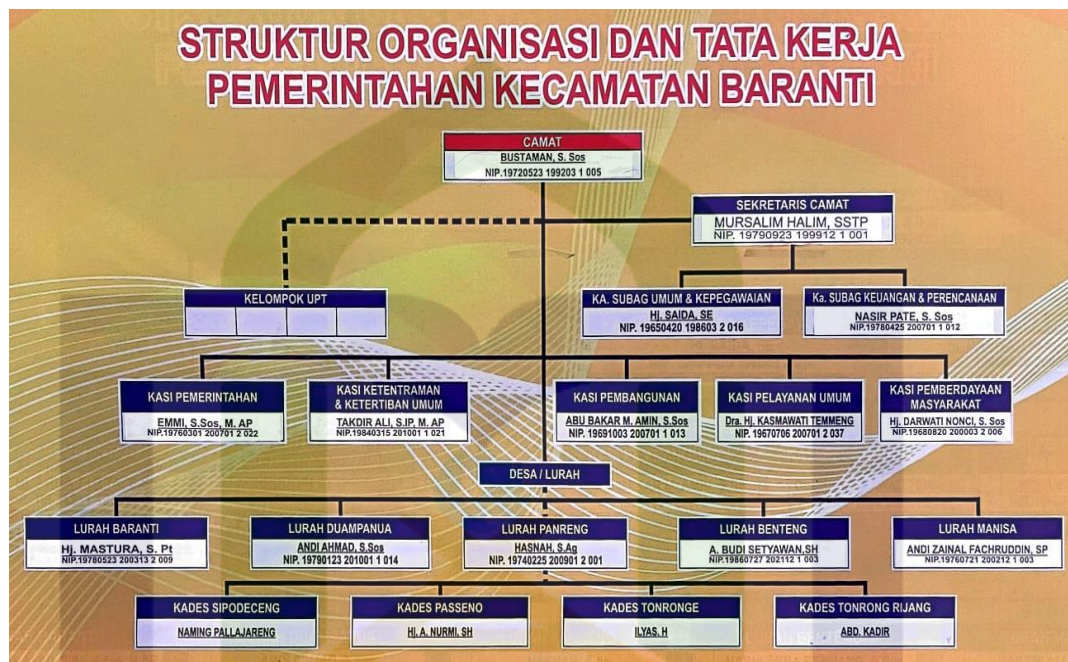 STRUKTUR ORGANISASI DAN TATA KERJA
PEMERINTAHAN KECAMATAN BARANTI
CAMAT
BUSTAMAN, S. Sos
NIP.19720523 199203 1 005
SEKRETARIS CAMAT
MURSALIM HALIM, SSTP
NIP. 19790923 199912 1 001
KELOMPOK UPT
KA. SUBAG UMUM & KEPEGAWAIAN
Hj. SAIDA, SE
NIP. 19650420 198603 2 016
Ka. SUBAG KEUANGAN & PERENCANAAN
NASIR PATE, S. Sos
NIP.19780425 200701 1 012
KASI PEMERINTAHAN
EMMI, S.Sos, M. AP
NIP.19760301 200701 2 022
KASI KETENTRAMAN
& KETERTIBAN UMUM
TAKDIR ALI, S.IP, M. AP
NIP.19840315 201001 1 021
KASI PEMBANGUNAN
ABU BAKAR M. AMIN, S.Sos
NIP. 19691003 200701 1 013
KASI PELAYANAN UMUM
Dra. Hj. KASMAWATI TEMMENG
NIP. 19670706 200701 2 037
KASI PEMBERDAYAAN
MASYARAKAT
Hj. DARWATI NONCI, S. Sos
NIP.19680820 200003 2 006
DESA / LURAH
LURAH BARANTI
Hj. MASTURA, S. Pt
NIP.19780523 200313 2 009
LURAH DUAMPANUA
ANDI AHMAD, S.Sos
NIP. 19790123 201001 1 014
LURAH PANRENG
HASNAH, S.Ag
NIP. 19740225 200901 2 001
LURAH BENTENG
A. BUDI SETYAWAN,SH
NIP.19860727 202112 1 003
LURAH MANISA
ANDI ZAINAL FACHRUDDIN, SP
NIP.19760721 200212 1 003
KADES SIPODECENG
NAMING PALLAJARENG
KADES PASSENO
Hj. A. NURMI, SH
KADES TONRONGE
ILYAS. H
KADES TONRONG RIJANG
ABD. KADIR